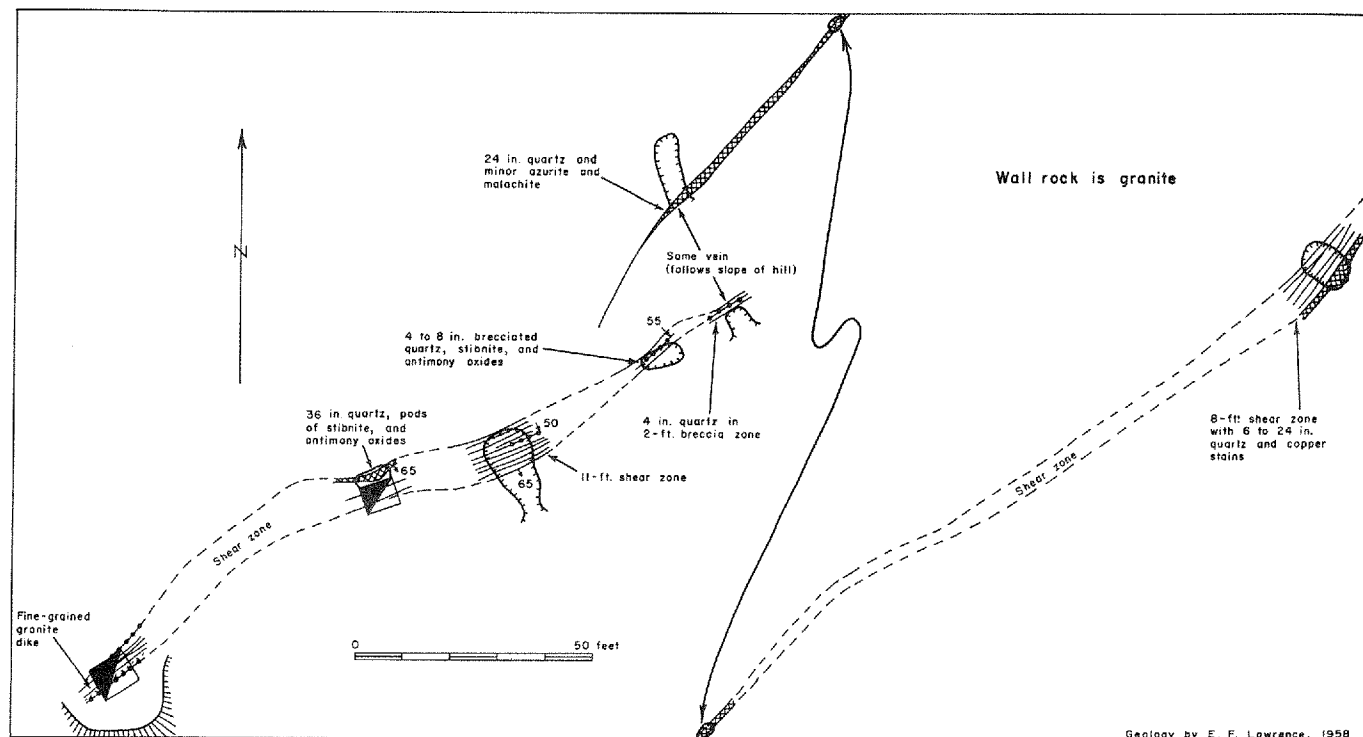 24 in. quartz and
minor azurite and
malachite
Wall rock is granite
N
Same vein
(follows slope of hill)
55
4 to 8 in. brecciated
quartz, stibnite, and
antimony oxides
36 in. quartz, pods
of stibnite, and
antimony oxides
50
4 in. quartz in
2-ft. breccia zone
8-ft. shear zone
with 6 to 24 in.
quartz and copper
stains
65
11-ft. shear zone
65
Shear zone
Shear zone
Fine-grained
granite
dike
0 50 feet
Geology by E. F. Lawrence, 1958